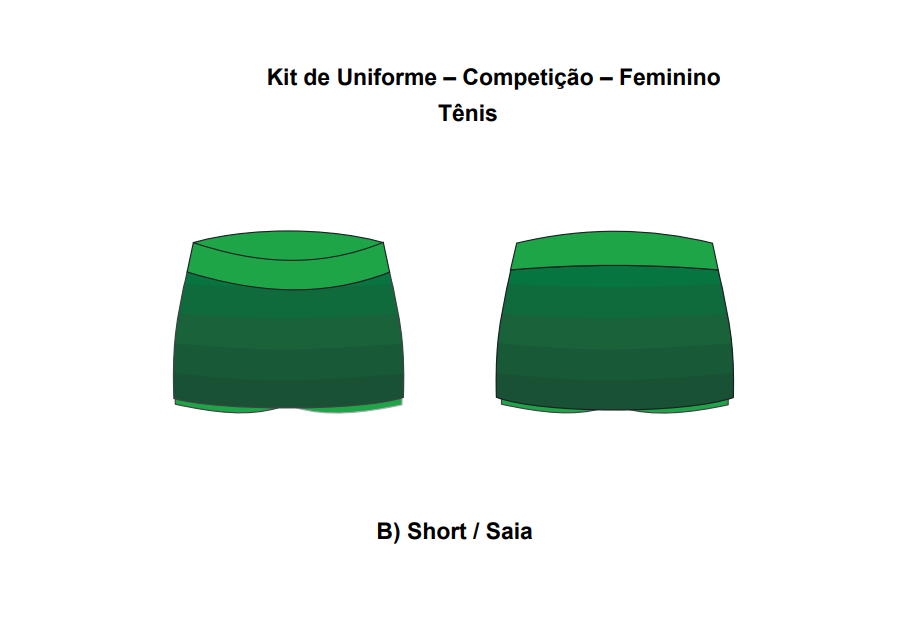 Kit de Uniforme – Competição – Feminino
Tênis
B) Short / Saia